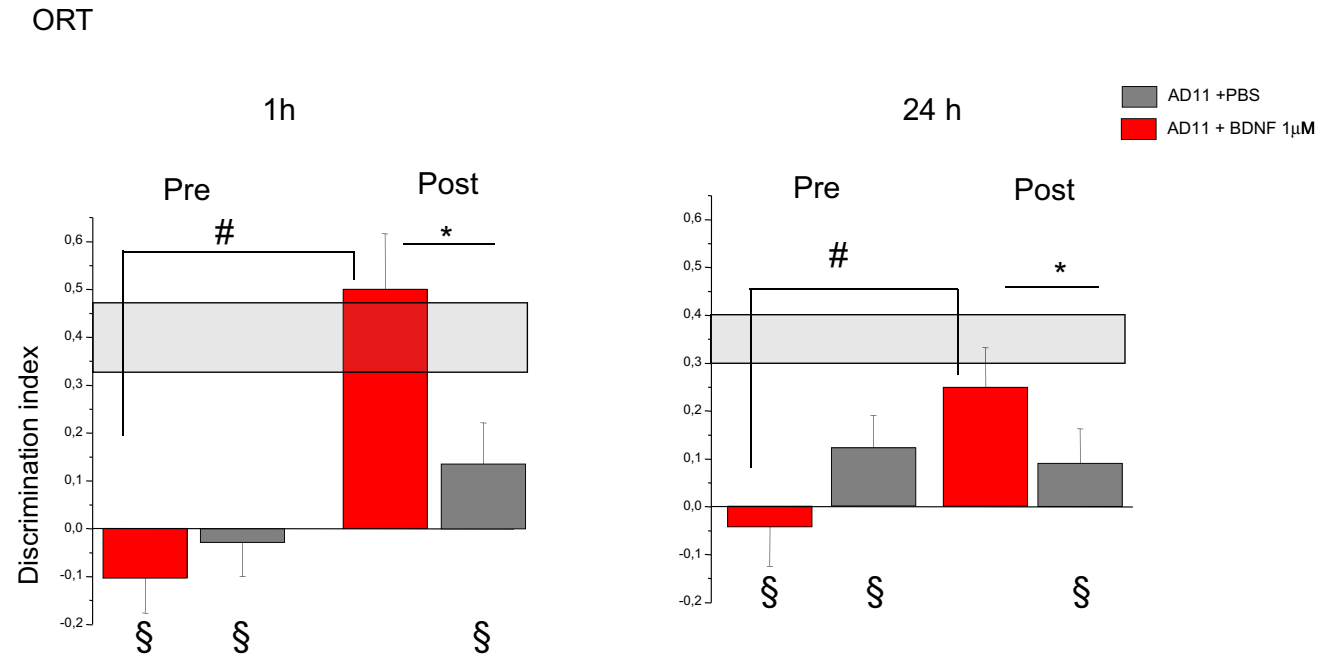 ORT
1h
Pre
Post
#
*
0,6
0,5
0,4
0,3
0,2
0,1
0,0
-0,1
-0,2
Discrimination index
§ § §
24 h
Pre
Post
#
*
0,6
0,5
0,4
0,3
0,2
0,1
0,0
-0,1
-0,2
§ § §
AD11 +PBS
AD11 + BDNF 1μM